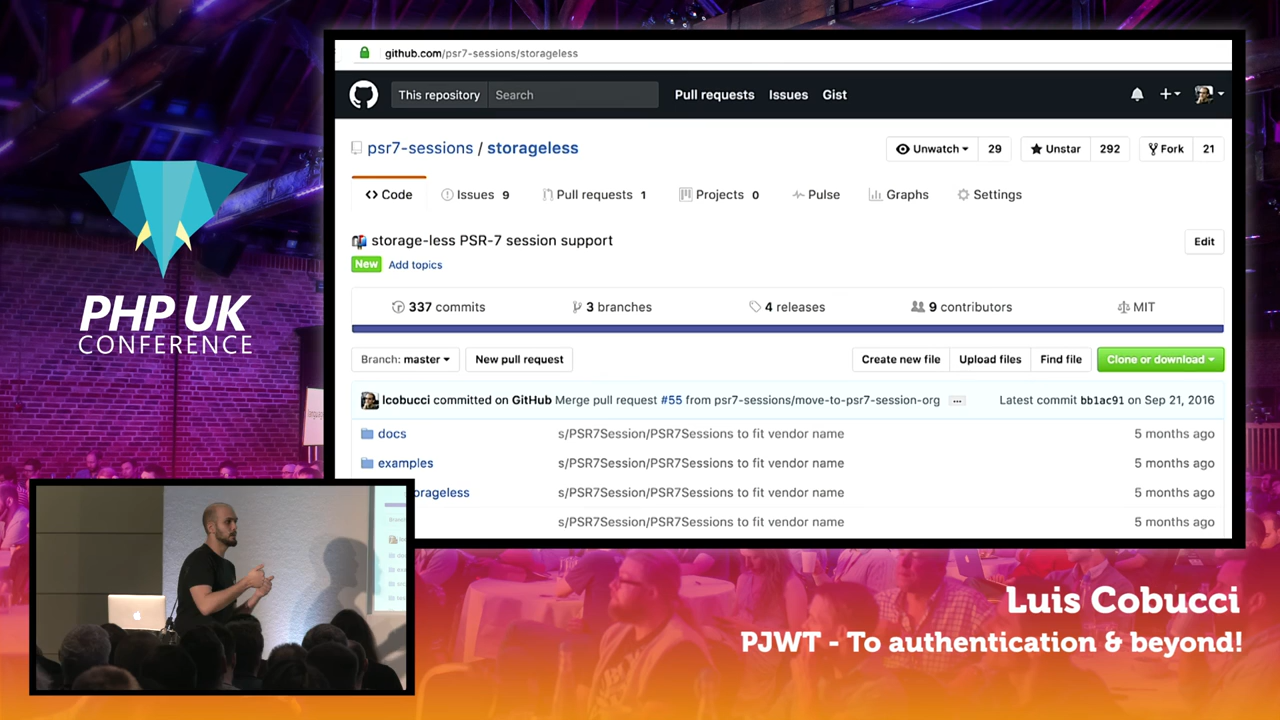 github.com/psr7-sessions/storageless
This repository Search Pull requests Issues Gist
psr7-sessions / storageless Unwatch 29 Unstar 292 Fork 21
Code Issues 9 Pull requests 1 Projects 0 Pulse Graphs Settings
storage-less PSR-7 session support Edit
New Add topics
337 commits 3 branches 4 releases 9 contributors MIT
Branch: master New pull request Create new file Upload files Find file Clone or download
lcobucci committed on GitHub Merge pull request #55 from psr7-sessions/move-to-psr7-session-org ... Latest commit bb1ac91 on Sep 21, 2016
docs s/PSR7Session/PSR7Sessions to fit vendor name 5 months ago
examples s/PSR7Session/PSR7Sessions to fit vendor name 5 months ago
orageless s/PSR7Session/PSR7Sessions to fit vendor name 5 months ago
s/PSR7Session/PSR7Sessions to fit vendor name 5 months ago
PHP UK
CONFERENCE
Luis Cobucci
PJWT - To authentication & beyond!